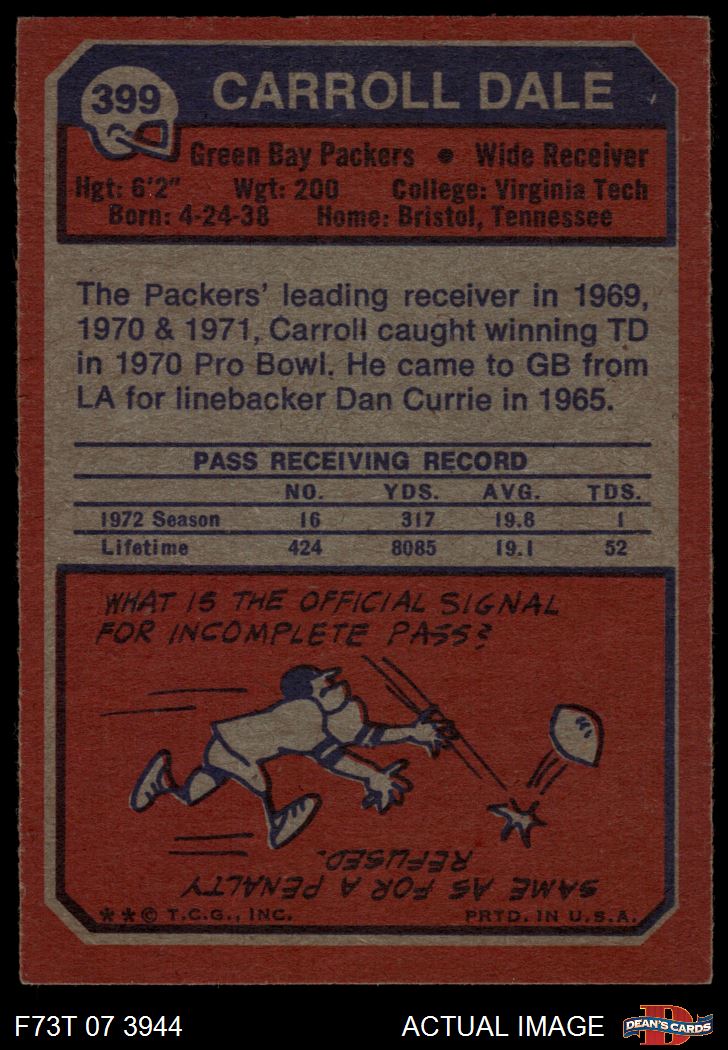 399
CARROLL DALE
Green Bay Packers • Wide Receiver
Hgt: 6'2" Wgt: 200 College: Virginia Tech
Born: 4-24-38 Home: Bristol, Tennessee
The Packers' leading receiver in 1969,
1970 & 1971, Carroll caught winning TD
in 1970 Pro Bowl. He came to GB from
LA for linebacker Dan Currie in 1965.
PASS RECEIVING RECORD
NO. YDS. AVG. TDS.
1972 Season 16 317 19.8 1
Lifetime 424 8085 19.1 52
WHAT IS THE OFFICIAL SIGNAL
FOR INCOMPLETE PASS?
SAME AS FOR A PENALTY
REFUSED.
**© T.C.G., INC. PRTD. IN U.S.A.
F73T 07 3944 ACTUAL IMAGE
D
DEAN'S CARDS